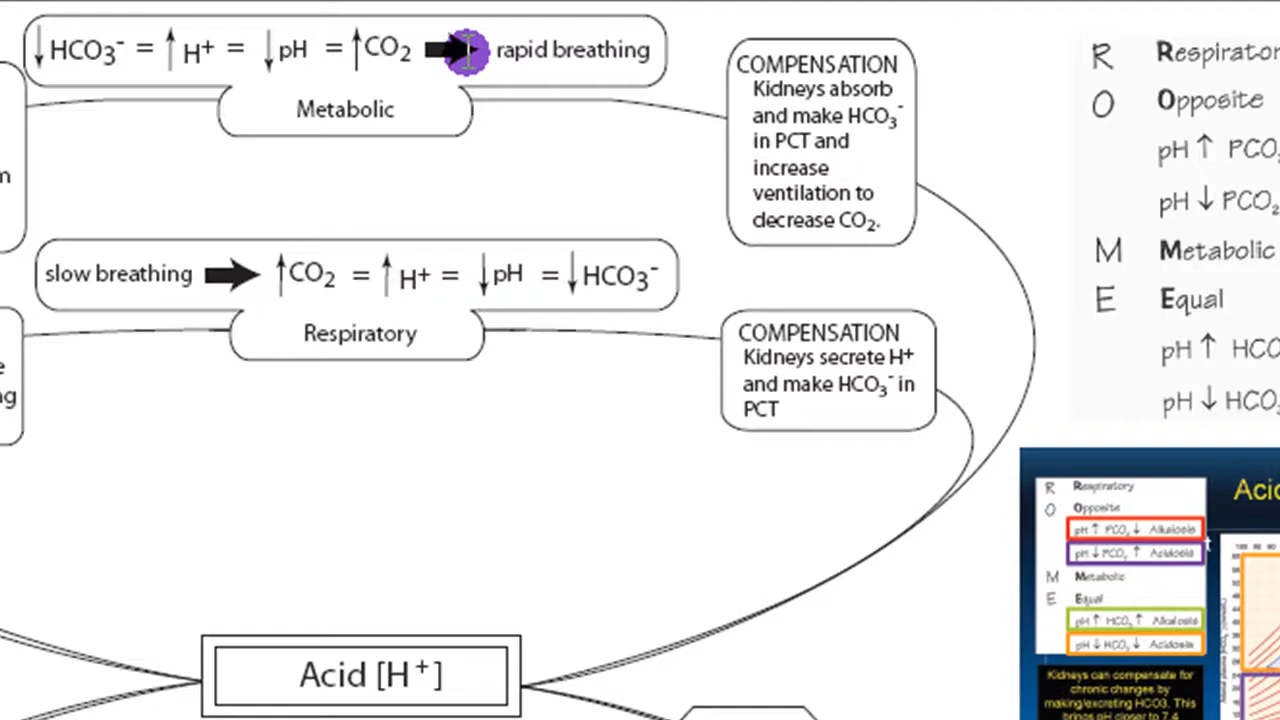 ↓HCO3⁻ = ↑H⁺ = ↓pH = ↑CO2 → rapid breathing
Metabolic
COMPENSATION
Kidneys absorb
and make HCO3⁻
in PCT and
increase
ventilation to
decrease CO2.
m
slow breathing → ↑CO2 = ↑H⁺ = ↓pH = ↓HCO3⁻
Respiratory
COMPENSATION
Kidneys secrete H⁺
and make HCO3⁻ in
PCT
e
ng
Acid [H⁺]
R Respirator
O Opposite
pH ↑ PCO2
pH ↓ PCO2
M Metabolic
E Equal
pH ↑ HCO
pH ↓ HCO3
R Respiratory
O Opposite
pH ↑ PCO2 ↓ Alkalosis
pH ↓ PCO2 ↑ Acidosis
M Metabolic
E Equal
pH ↑ HCO3 ↑ Alkalosis
pH ↓ HCO3 ↓ Acidosis
Kidneys can compensate for
chronic changes by
making/excreting HCO3. This
brings pH closer to 7.4
Acid
t